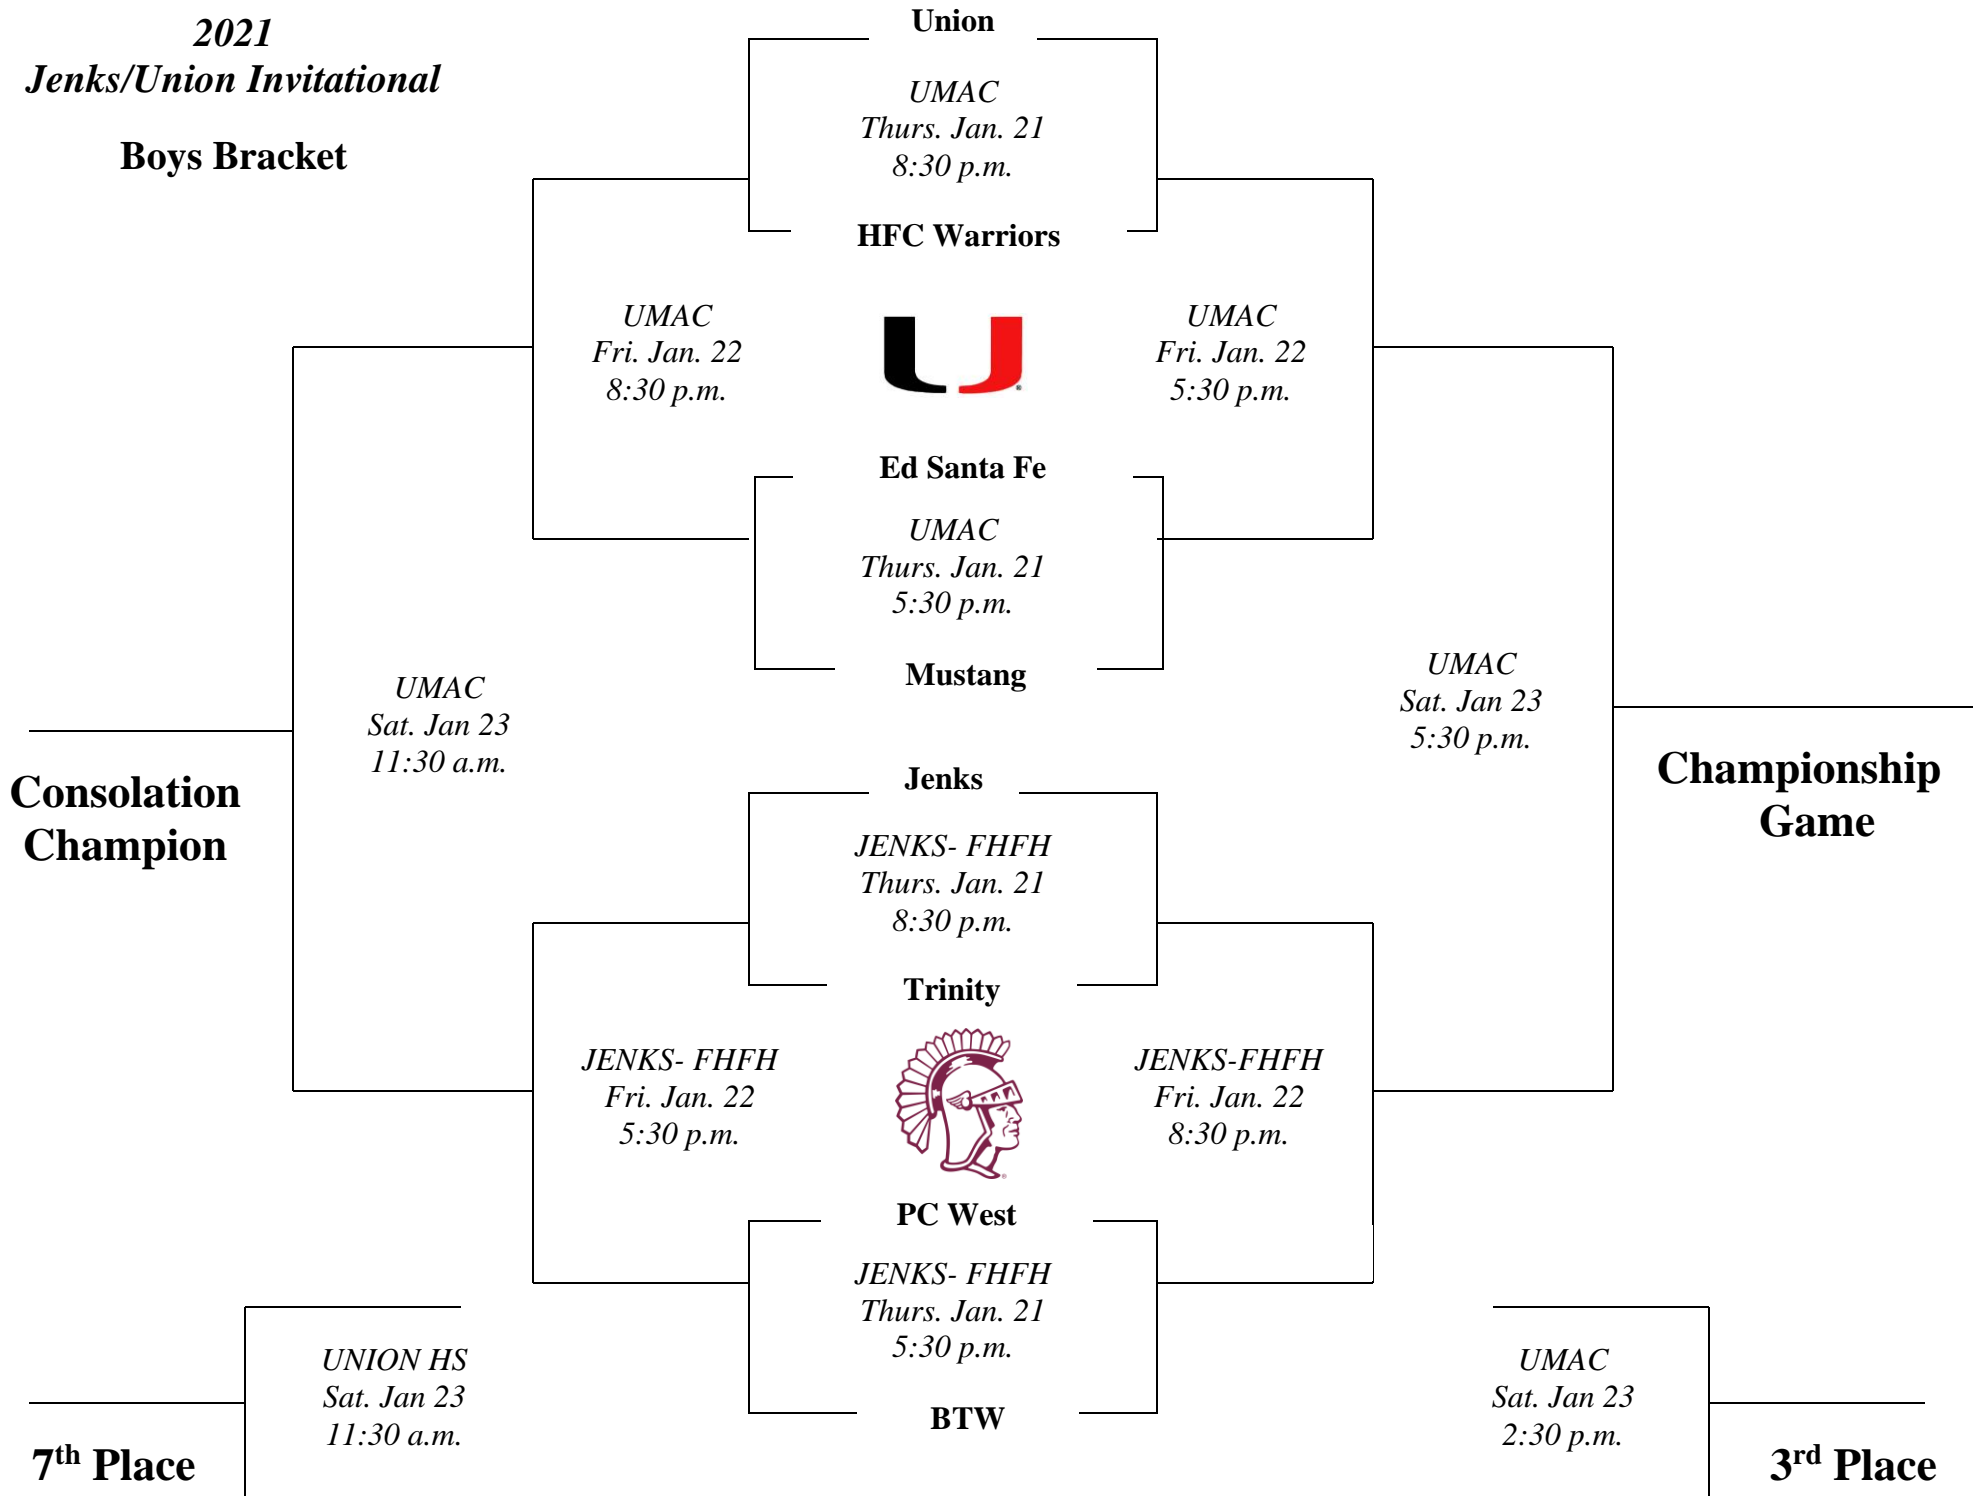 2021
Jenks/Union Invitational
Boys Bracket
Union
UMAC
Thurs. Jan. 21
8:30 p.m.
HFC Warriors
UMAC
Fri. Jan. 22
8:30 p.m.
UMAC
Fri. Jan. 22
5:30 p.m.
Ed Santa Fe
UMAC
Thurs. Jan. 21
5:30 p.m.
Mustang
UMAC
Sat. Jan 23
11:30 a.m.
UMAC
Sat. Jan 23
5:30 p.m.
Consolation
Champion
Championship
Game
Jenks
JENKS- FHFH
Thurs. Jan. 21
8:30 p.m.
Trinity
JENKS- FHFH
Fri. Jan. 22
5:30 p.m.
JENKS-FHFH
Fri. Jan. 22
8:30 p.m.
PC West
JENKS- FHFH
Thurs. Jan. 21
5:30 p.m.
BTW
UNION HS
Sat. Jan 23
11:30 a.m.
7th Place
UMAC
Sat. Jan 23
2:30 p.m.
3rd Place